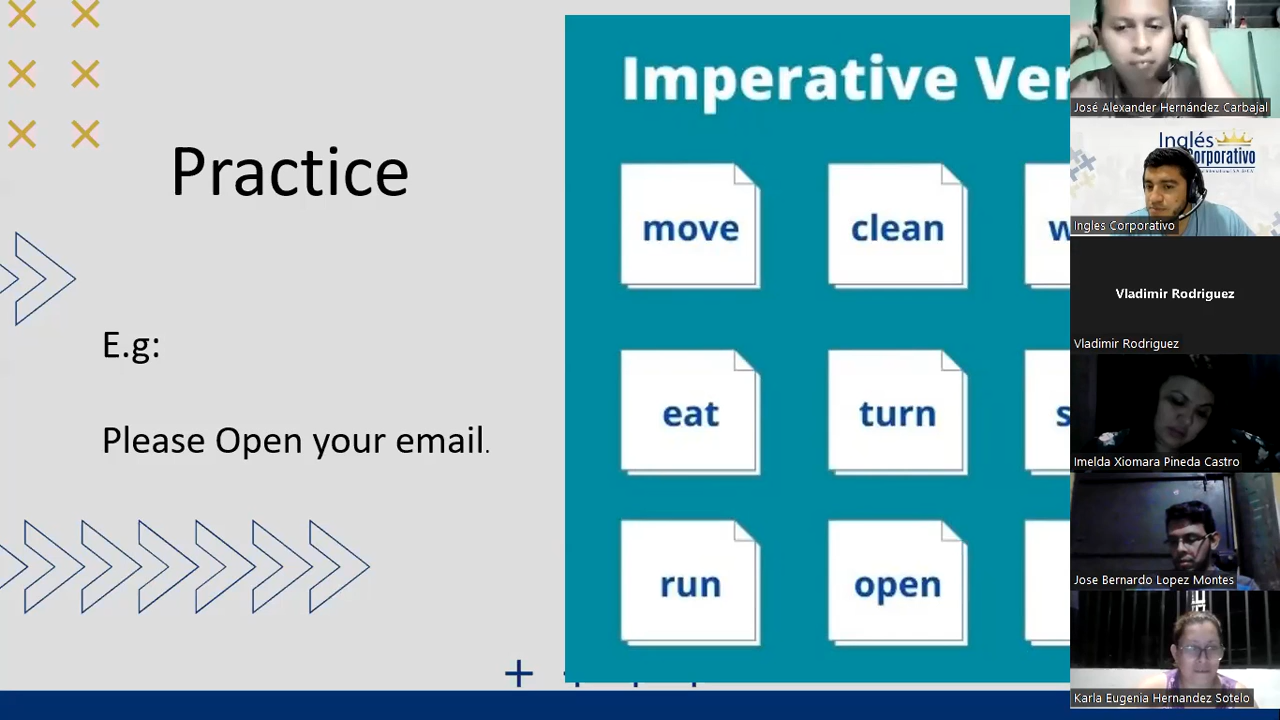 Practice
E.g:
Please Open your email.
Imperative Ver
move
clean
w
eat
turn
s
run
open
José Alexander Hernández Carbajal
Inglés
Corporativo
Ingles Corporativo
Vladimir Rodriguez
Vladimir Rodriguez
Imelda Xiomara Pineda Castro
Jose Bernardo Lopez Montes
Karla Eugenia Hernandez Sotelo